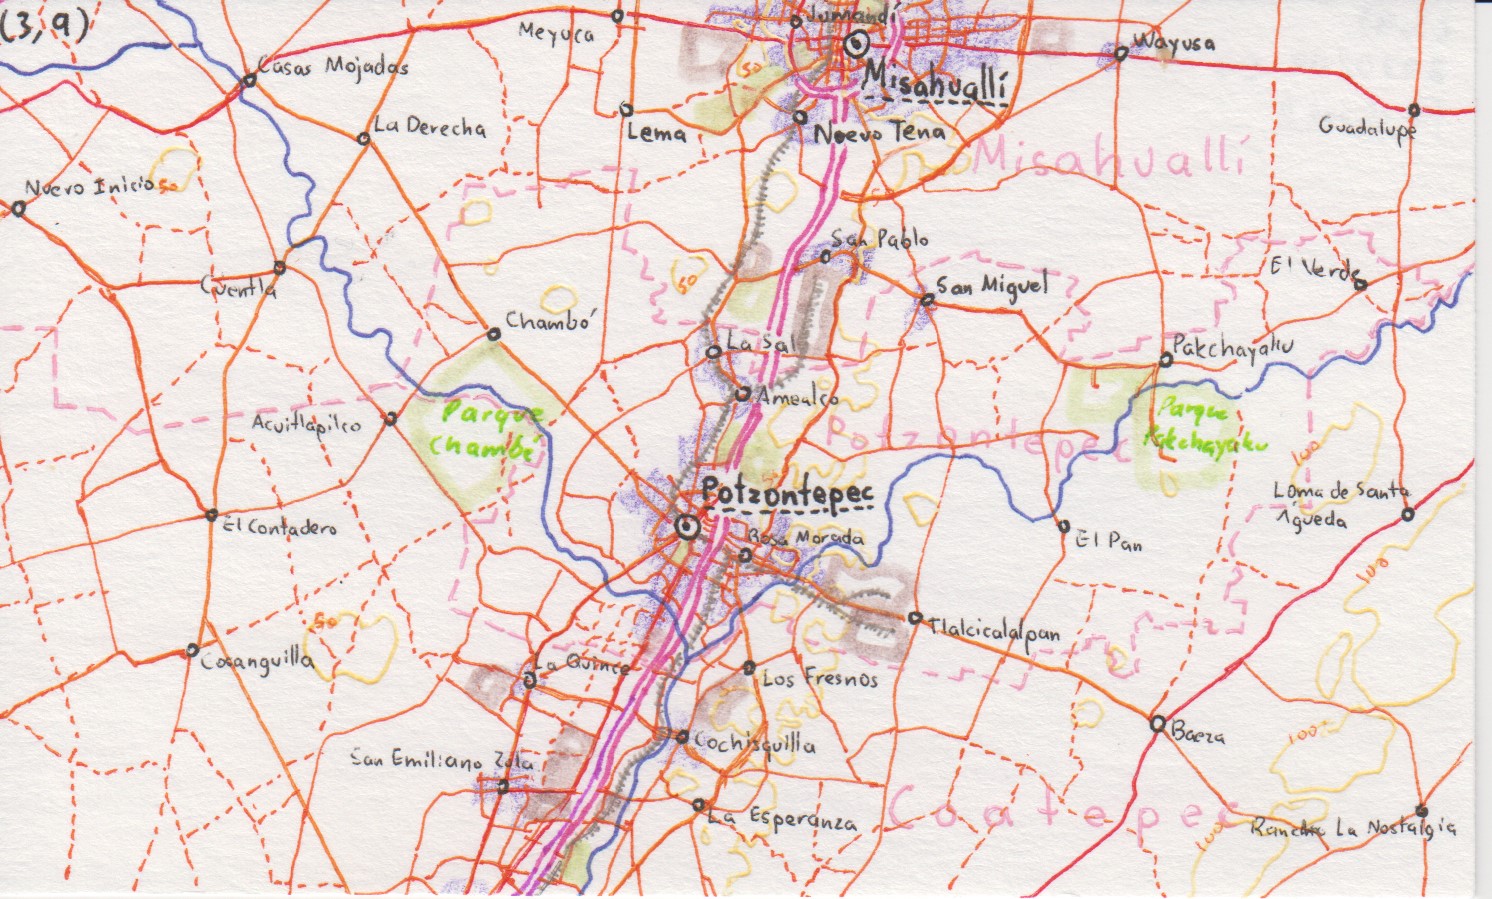 (3,9)
Jumandí
Meyuca
Wayusa
Casas Mojadas
50
Misahuallí
La Derecha
Lema
Nuevo Tena
Guadalupe
Misahuallí
Nuevo Inicio
50
San Pablo
El Verde
Cuentla
50
San Miguel
Chambó
La Sal
Pakchayaku
Amealco
Acuitlapilco
Parque
Chambó
Potzontepec
Parque
Pakchayaku
100
Potzontepec
Loma de Santa
Águeda
El Contadero
Rosa Morada
El Pan
100
50
Tlalcicalalpan
Cosanguilla
La Quince
Los Fresnos
Baeza
100
Cochisquilla
San Emiliano Zola
La Esperanza
Coatepec
100
Rancho La Nostalgia